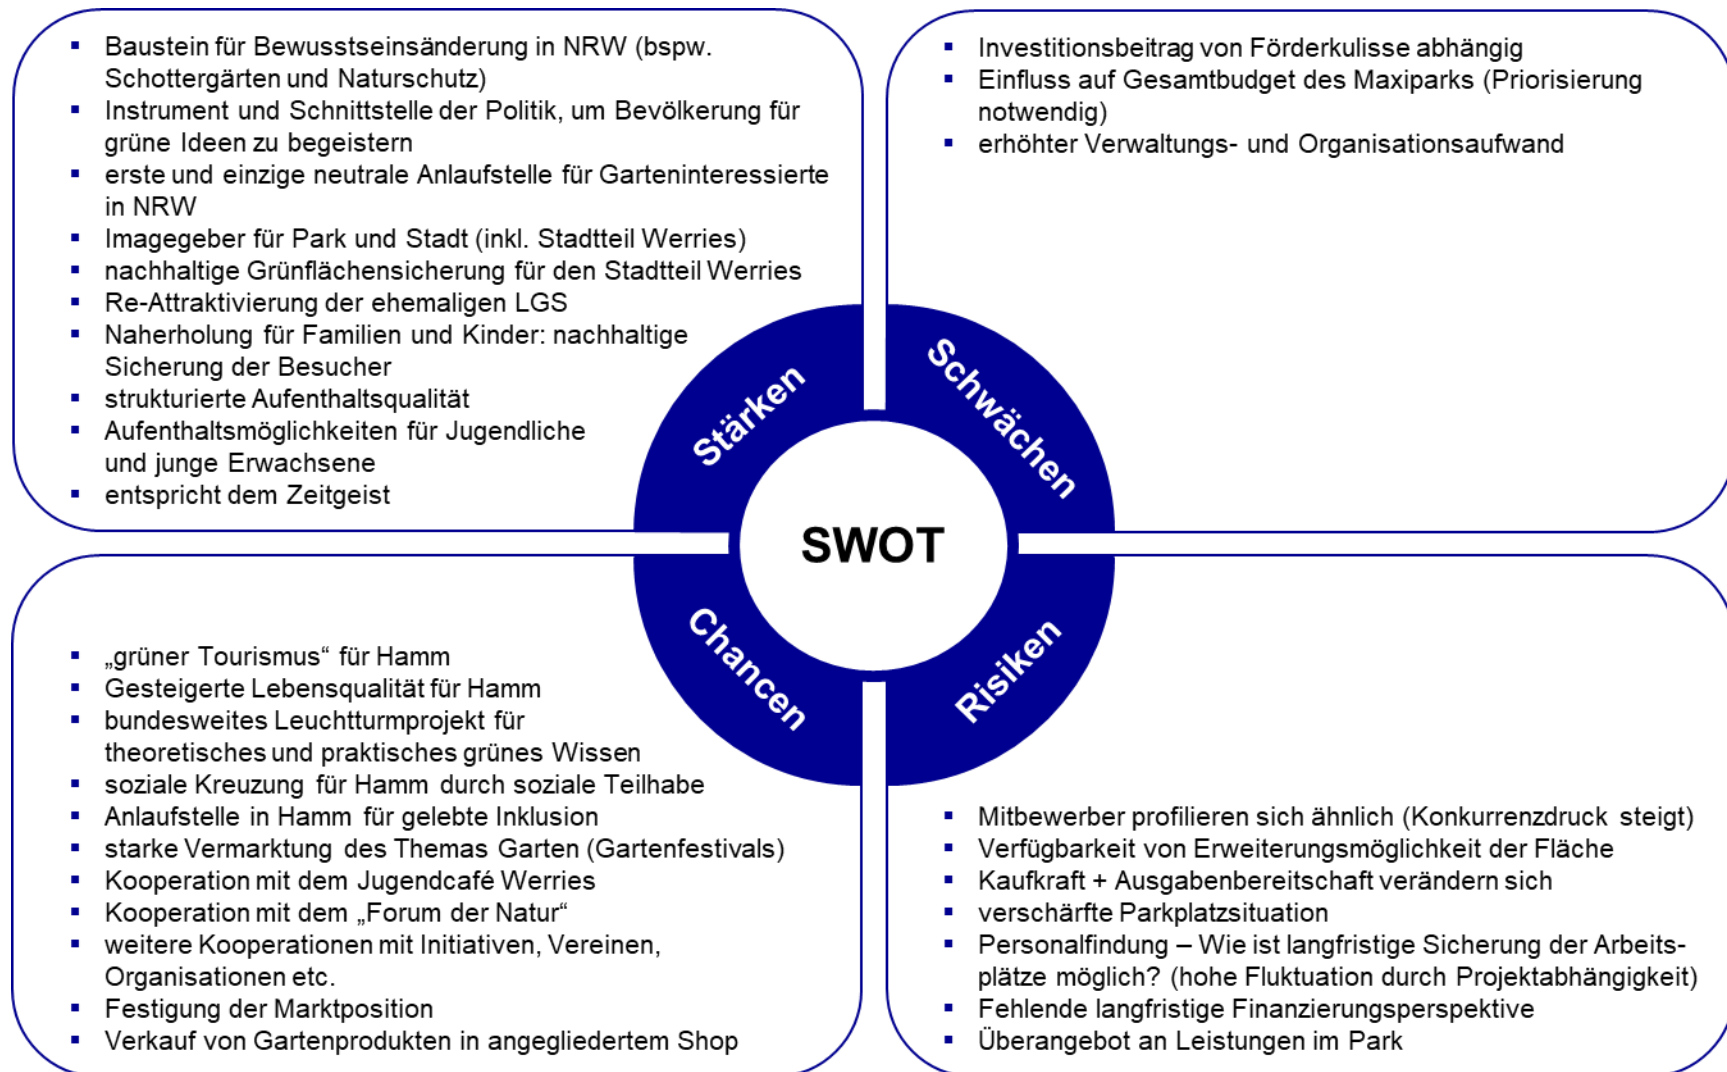 ▪ Baustein für Bewusstseinsänderung in NRW (bspw.
Schottergärten und Naturschutz)
▪ Instrument und Schnittstelle der Politik, um Bevölkerung für
grüne Ideen zu begeistern
▪ erste und einzige neutrale Anlaufstelle für Garteninteressierte
in NRW
▪ Imagegeber für Park und Stadt (inkl. Stadtteil Werries)
▪ nachhaltige Grünflächensicherung für den Stadtteil Werries
▪ Re-Attraktivierung der ehemaligen LGS
▪ Naherholung für Familien und Kinder: nachhaltige
Sicherung der Besucher
▪ strukturierte Aufenthaltsqualität
▪ Aufenthaltsmöglichkeiten für Jugendliche
und junge Erwachsene
▪ entspricht dem Zeitgeist
▪ Investitionsbeitrag von Förderkulisse abhängig
▪ Einfluss auf Gesamtbudget des Maxiparks (Priorisierung
notwendig)
▪ erhöhter Verwaltungs- und Organisationsaufwand
Stärken
Schwächen
SWOT
Chancen
Risiken
▪ „grüner Tourismus“ für Hamm
▪ Gesteigerte Lebensqualität für Hamm
▪ bundesweites Leuchtturmprojekt für
theoretisches und praktisches grünes Wissen
▪ soziale Kreuzung für Hamm durch soziale Teilhabe
▪ Anlaufstelle in Hamm für gelebte Inklusion
▪ starke Vermarktung des Themas Garten (Gartenfestivals)
▪ Kooperation mit dem Jugendcafé Werries
▪ Kooperation mit dem „Forum der Natur“
▪ weitere Kooperationen mit Initiativen, Vereinen,
Organisationen etc.
▪ Festigung der Marktposition
▪ Verkauf von Gartenprodukten in angegliedertem Shop
▪ Mitbewerber profilieren sich ähnlich (Konkurrenzdruck steigt)
▪ Verfügbarkeit von Erweiterungsmöglichkeit der Fläche
▪ Kaufkraft + Ausgabenbereitschaft verändern sich
▪ verschärfte Parkplatzsituation
▪ Personalfindung – Wie ist langfristige Sicherung der Arbeits-
plätze möglich? (hohe Fluktuation durch Projektabhängigkeit)
▪ Fehlende langfristige Finanzierungsperspektive
▪ Überangebot an Leistungen im Park